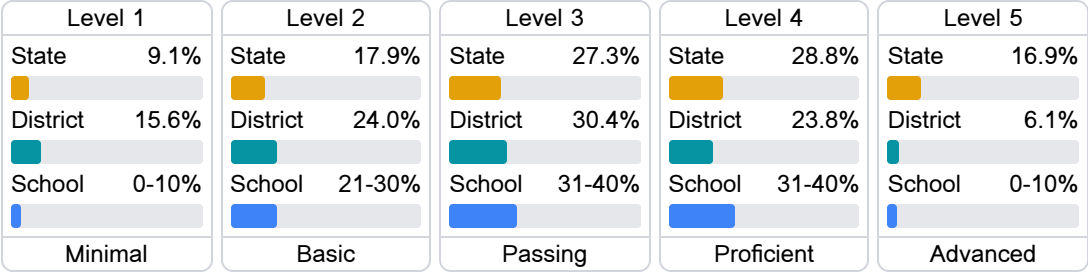 Level 1
State 9.1%
District 15.6%
School 0-10%
Minimal
Level 2
State 17.9%
District 24.0%
School 21-30%
Basic
Level 3
State 27.3%
District 30.4%
School 31-40%
Passing
Level 4
State 28.8%
District 23.8%
School 31-40%
Proficient
Level 5
State 16.9%
District 6.1%
School 0-10%
Advanced